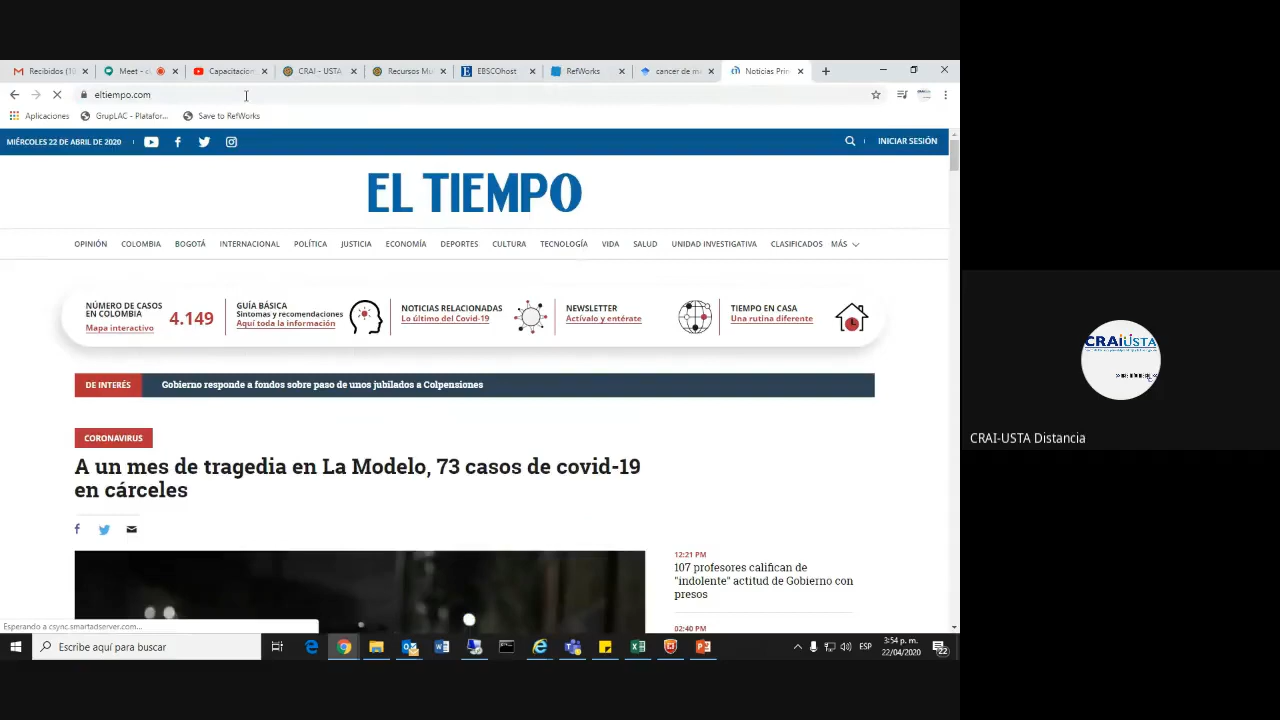 Recibidos (10
Meet - c
Capacitacion
CRAI - USTA
Recursos Mu
EBSCOhost
RefWorks
cancer de m
Noticias Prin
eltiempo.com
Aplicaciones
GrupLAC - Platafor...
Save to RefWorks
MIÉRCOLES 22 DE ABRIL DE 2020
INICIAR SESIÓN
EL TIEMPO
OPINIÓN COLOMBIA BOGOTÁ INTERNACIONAL POLÍTICA JUSTICIA ECONOMÍA DEPORTES CULTURA TECNOLOGÍA VIDA SALUD UNIDAD INVESTIGATIVA CLASIFICADOS MÁS
NÚMERO DE CASOS
EN COLOMBIA
Mapa interactivo
4.149
GUÍA BÁSICA
Sintomas y recomendaciones
Aquí toda la información
NOTICIAS RELACIONADAS
Lo último del Covid-19
NEWSLETTER
Actívalo y entérate
TIEMPO EN CASA
Una rutina diferente
DE INTERÉS
Gobierno responde a fondos sobre paso de unos jubilados a Colpensiones
CORONAVIRUS
A un mes de tragedia en La Modelo, 73 casos de covid-19
en cárceles
12:21 PM
107 profesores califican de
"indolente" actitud de Gobierno con
presos
02:40 PM
Esperando a csync.smartadserver.com...
Escribe aquí para buscar
ESP
3:54 p. m.
22/04/2020
22
CRAIUSTA
CRAI-USTA Distancia